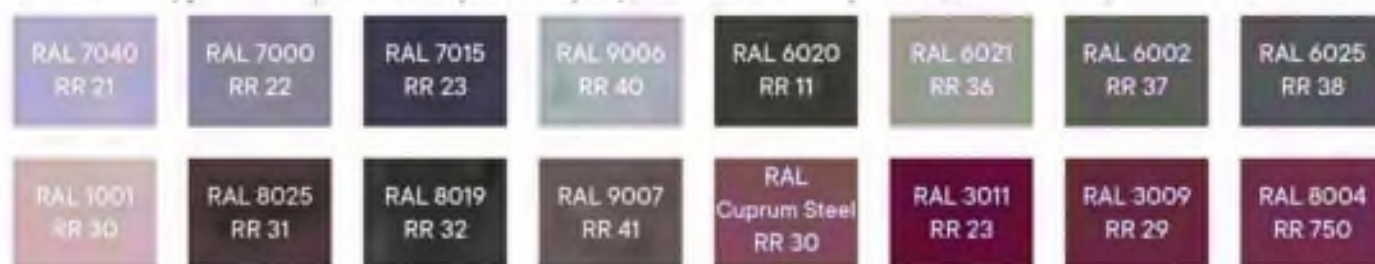 RAL 7040
RR 21
RAL 7000
RR 22
RAL 7015
RR 23
RAL 9006
RR 40
RAL 6020
RR 11
RAL 6021
RR 36
RAL 6002
RR 37
RAL 6025
RR 38
RAL 1001
RR 30
RAL 8025
RR 31
RAL 8019
RR 32
RAL 9007
RR 41
RAL
Cuprum Steel
RR 30
RAL 3011
RR 23
RAL 3009
RR 29
RAL 8004
RR 750